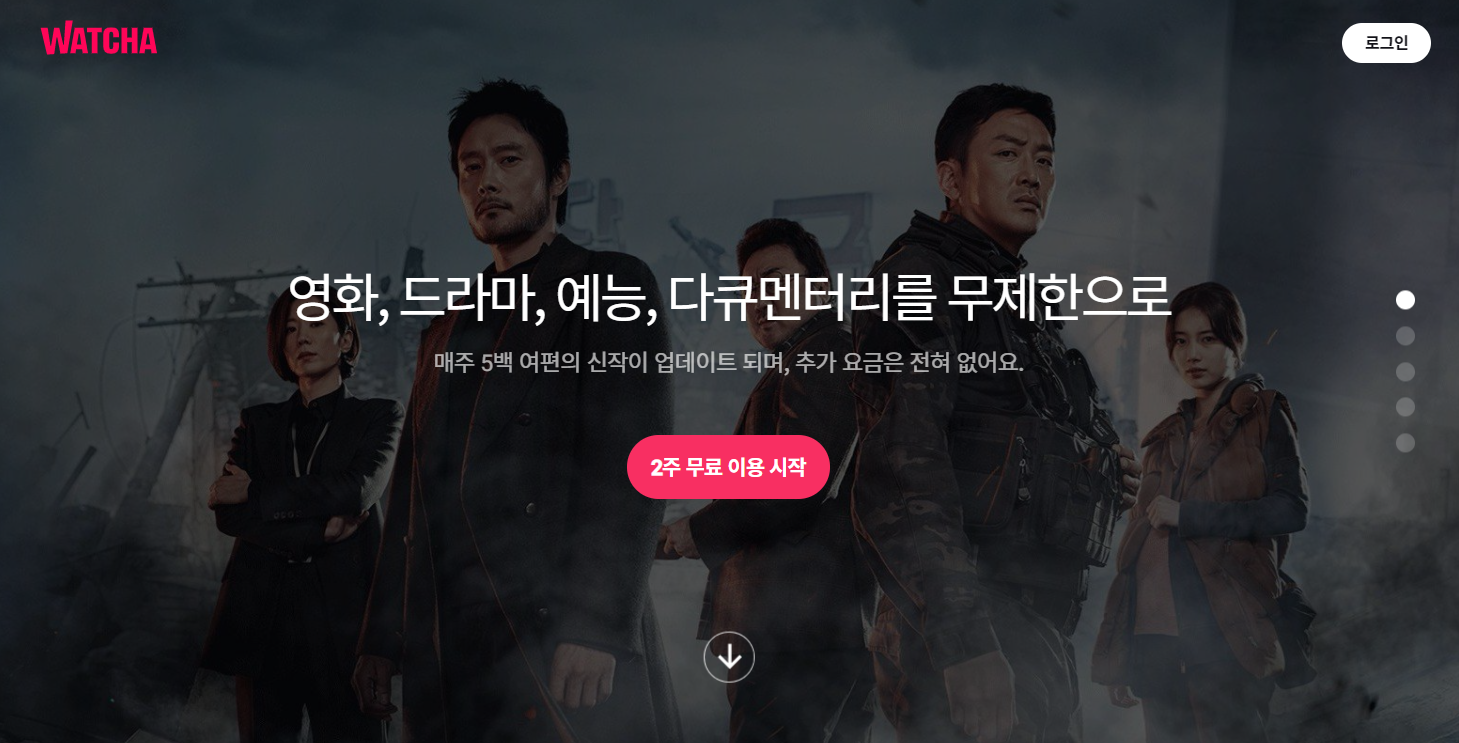 WATCHA
로그인
영화, 드라마, 예능, 다큐멘터리를 무제한으로
매주 5백 여편의 신작이 업데이트 되며, 추가 요금은 전혀 없어요.
2주 무료 이용 시작